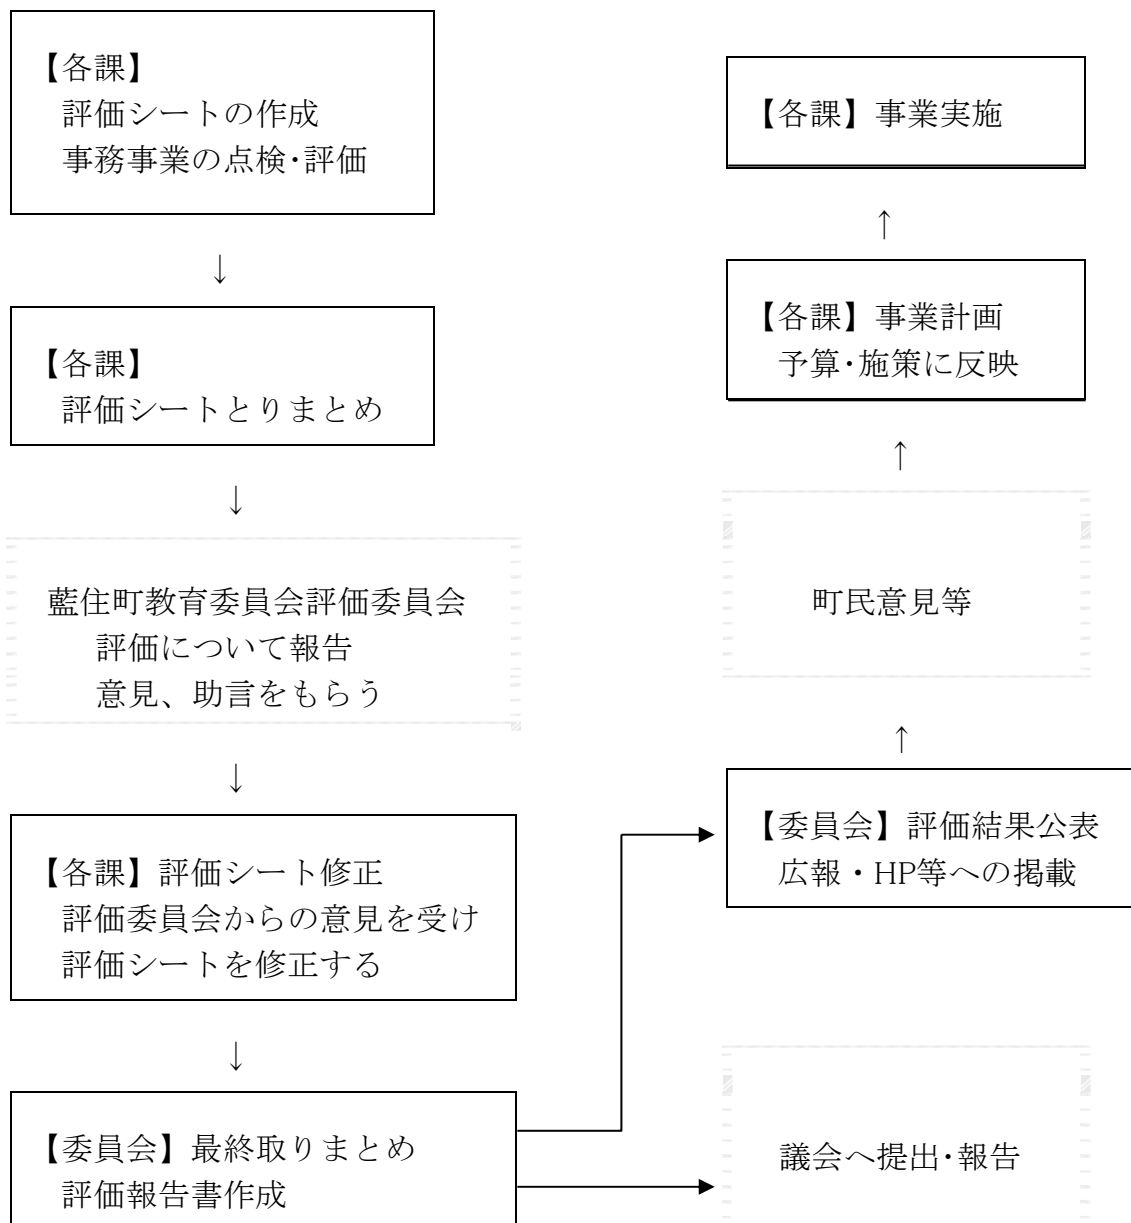 【各課】
評価シートの作成
事務事業の点検・評価
↓
【各課】
評価シートとりまとめ
↓
藍住町教育委員会評価委員会
評価について報告
意見、助言をもらう
↓
【各課】評価シート修正
評価委員会からの意見を受け
評価シートを修正する
↓
【委員会】最終取りまとめ
評価報告書作成
【各課】事業実施
↑
【各課】事業計画
予算・施策に反映
↑
町民意見等
↑
【委員会】評価結果公表
広報・HP等への掲載
議会へ提出・報告